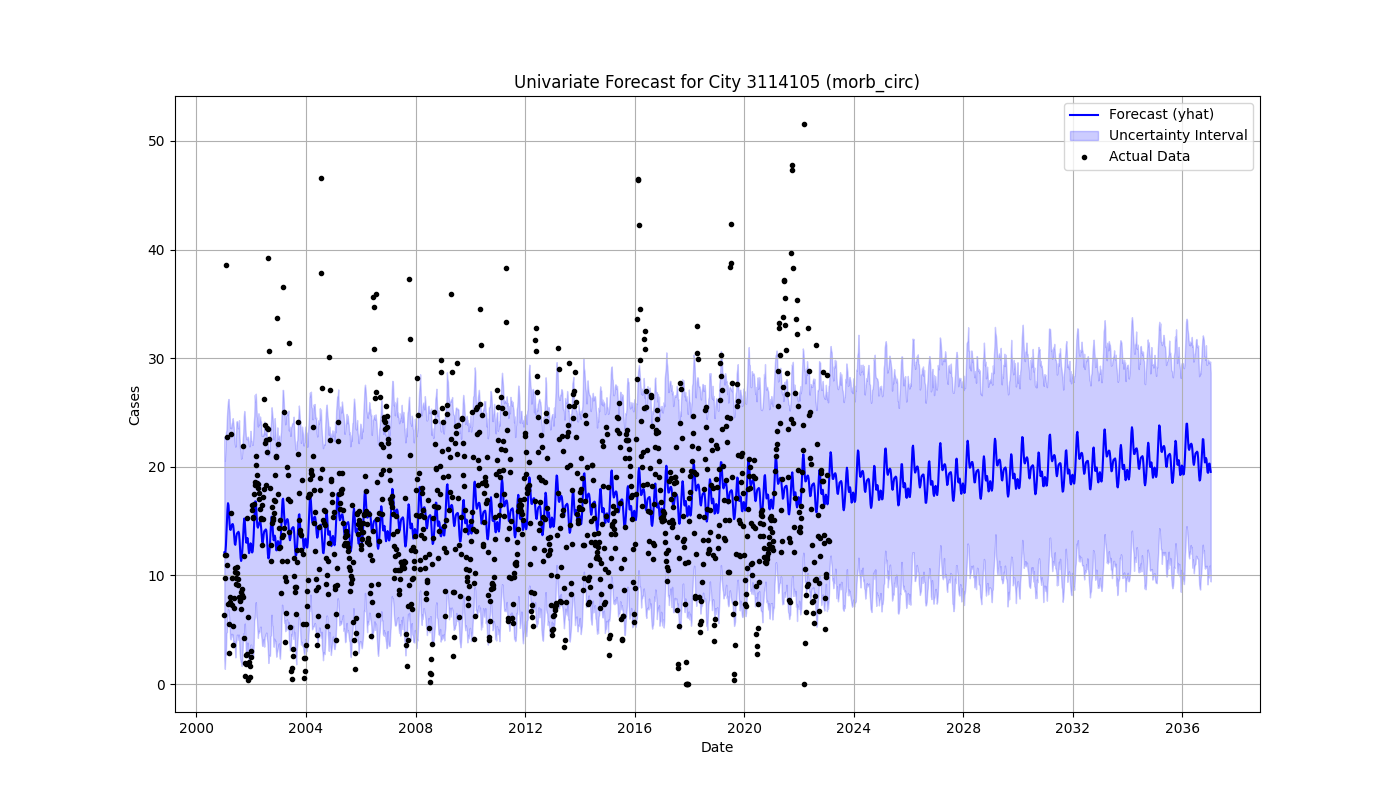 Univariate Forecast for City 3114105 (morb_circ)
Forecast (yhat)
Uncertainty Interval
Actual Data
Cases
50
40
30
20
10
0
2000 2004 2008 2012 2016 2020 2024 2028 2032 2036
Date